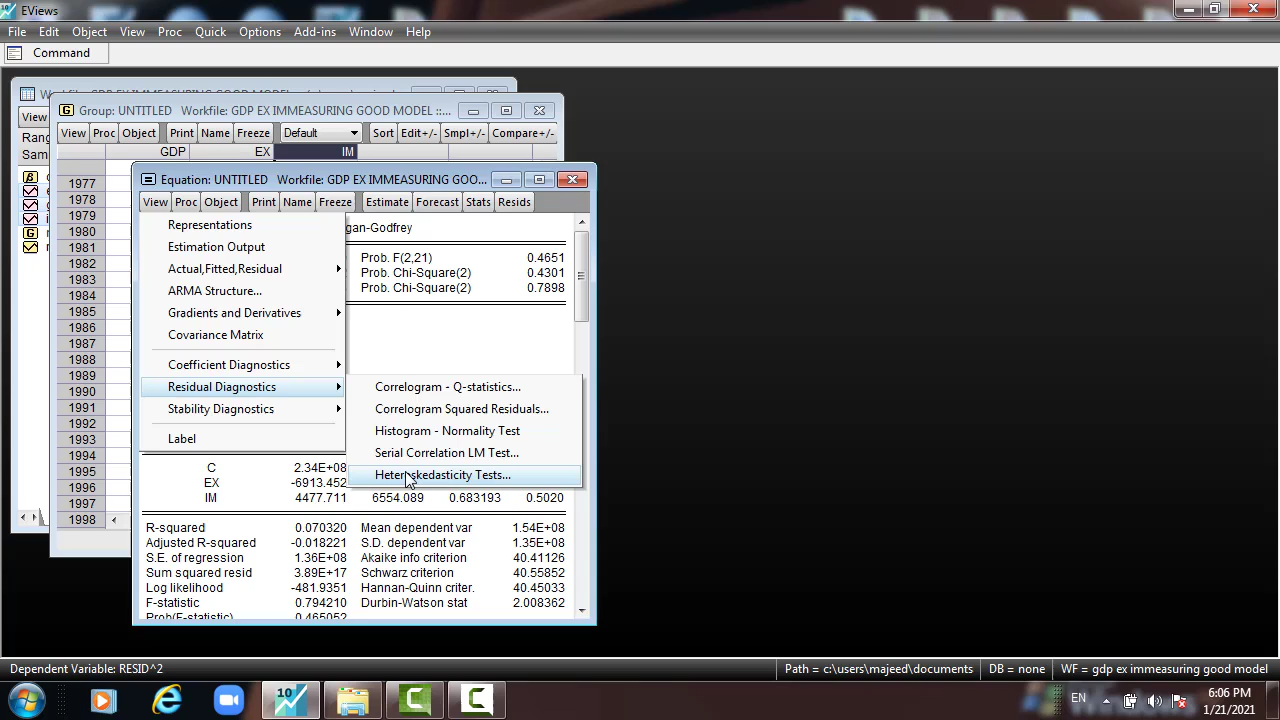 EViews
File Edit Object View Proc Quick Options Add-ins Window Help
Command
Group: UNTITLED Workfile: GDP EX IMMEASURING GOOD MODEL ::...
View
View Proc Object Print Name Freeze Default Sort Edit+/- Smpl+/- Compare+/-
Sam
GDP EX IM
1977
1978
1979
1980
1981
1982
1983
1984
1985
1986
1987
1988
1989
1990
1991
1992
1993
1994
1995
1996
1997
1998
Equation: UNTITLED Workfile: GDP EX IMMEASURING GOO...
View Proc Object Print Name Freeze Estimate Forecast Stats Resids
Representations
Estimation Output
Actual,Fitted,Residual
ARMA Structure...
Gradients and Derivatives
Covariance Matrix
Coefficient Diagnostics
Residual Diagnostics
Stability Diagnostics
Label
gan-Godfrey
Prob. F(2,21) 0.4651
Prob. Chi-Square(2) 0.4301
Prob. Chi-Square(2) 0.7898
Correlogram - Q-statistics...
Correlogram Squared Residuals...
Histogram - Normality Test
Serial Correlation LM Test...
Heteroskedasticity Tests...
C 2.34E+08
EX -6913.452
IM 4477.711 6554.089 0.683193 0.5020
R-squared 0.070320 Mean dependent var 1.54E+08
Adjusted R-squared -0.018221 S.D. dependent var 1.35E+08
S.E. of regression 1.36E+08 Akaike info criterion 40.41126
Sum squared resid 3.89E+17 Schwarz criterion 40.55852
Log likelihood -481.9351 Hannan-Quinn criter. 40.45033
F-statistic 0.794210 Durbin-Watson stat 2.008362
Prob(F-statistic) 0.465052
Dependent Variable: RESID^2
Path = c:\users\majeed\documents DB = none WF = gdp ex immeasuring good model
10
EN
6:06 PM
1/21/2021